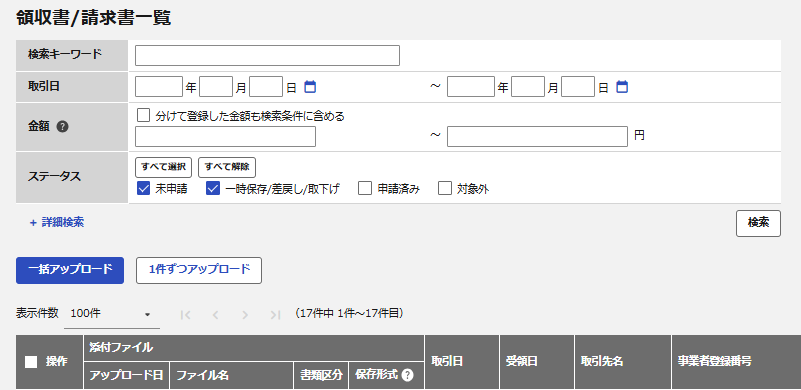 領収書/請求書一覧
検索キーワード
取引日 年 月 日 ～ 年 月 日
分けて登録した金額も検索条件に含める
金額 ? ～ 円
すべて選択 すべて解除
ステータス
未申請 一時保存/差戻し/取下げ 申請済み 対象外
+ 詳細検索 検索
一括アップロード 1件ずつアップロード
表示件数 100件 (17件中 1件～17件目)
操作 添付ファイル 取引日 受領日 取引先名 事業者登録番号
アップロード日 ファイル名 書類区分 保存形式 ?